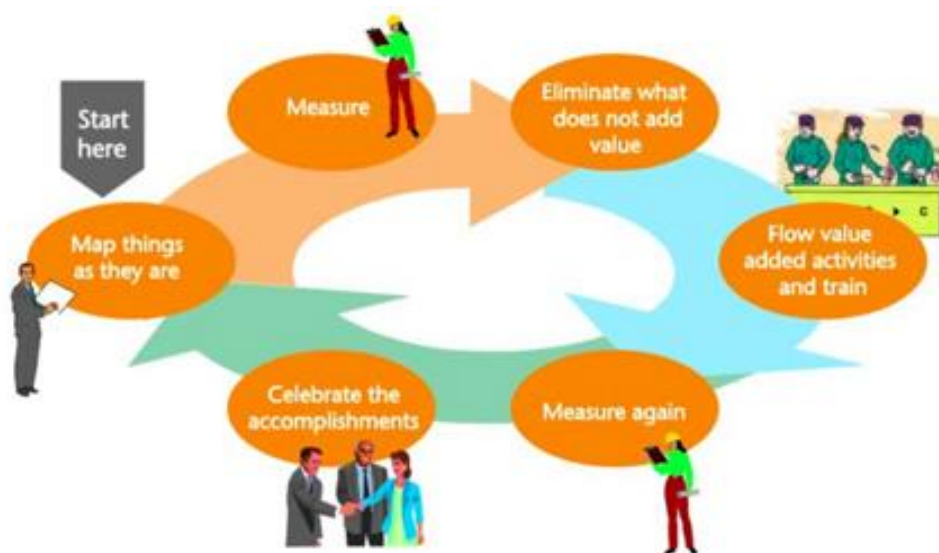 Start
here
Measure
Eliminate what
does not add
value
Map things
as they are
Flow value
added activities
and train
Celebrate the
accomplishments
Measure again